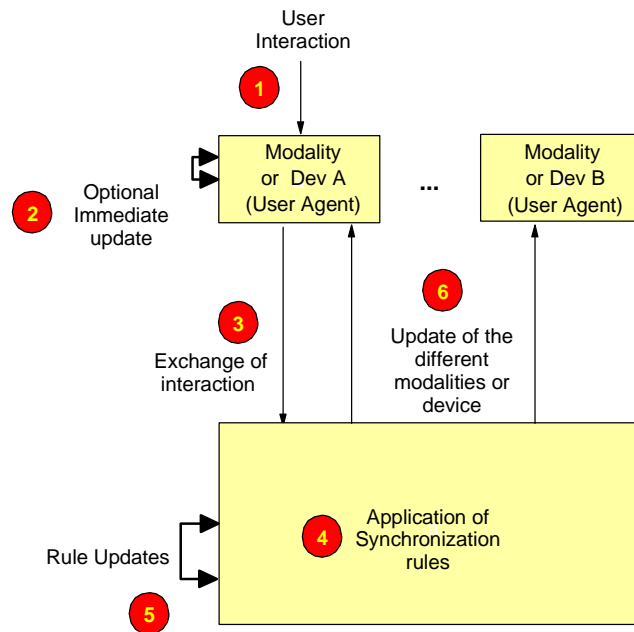 User
Interaction
1
Modality
or Dev A
(User Agent)
...
Modality
or Dev B
(User Agent)
2
Optional
Immediate
update
3
Exchange of
interaction
6
Update of the
different
modalities or
device
4
Application of
Synchronization
rules
Rule Updates
5